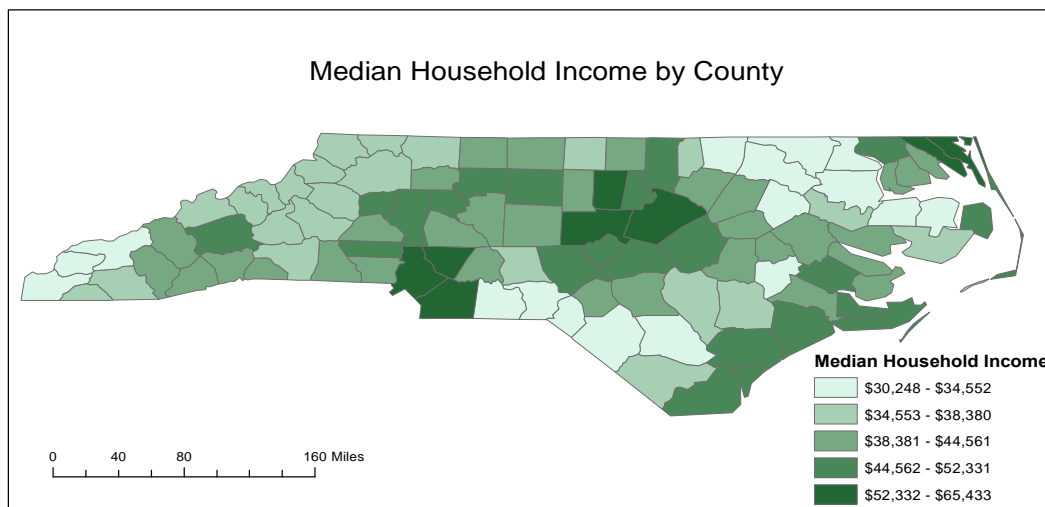 Median Household Income by County
Median Household Income
$30,248 - $34,552
$34,553 - $38,380
$38,381 - $44,561
$44,562 - $52,331
$52,332 - $65,433
0 40 80 160 Miles